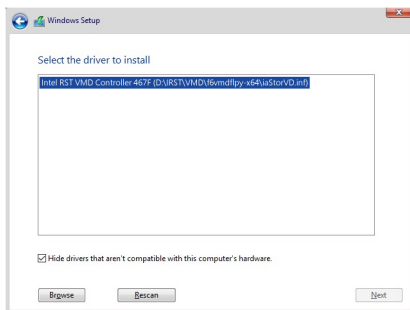 Windows Setup
Select the driver to install
Intel RST VMD Controller 467F (D:\IRST\VMD\f6vmdflpy-x64\iaStorVD.inf)
Hide drivers that aren't compatible with this computer's hardware.
Browse
Rescan
Next